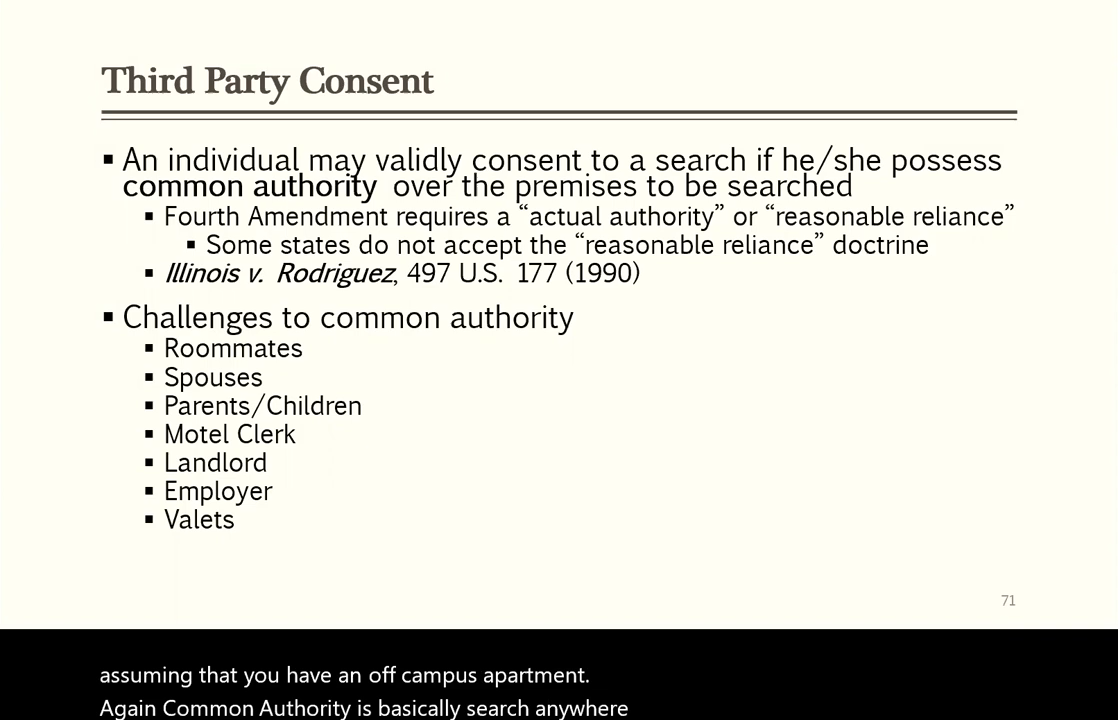 Third Party Consent
▪ An individual may validly consent to a search if he/she possess
common authority over the premises to be searched
▪ Fourth Amendment requires a “actual authority” or “reasonable reliance”
▪ Some states do not accept the “reasonable reliance” doctrine
▪ Illinois v. Rodriguez, 497 U.S. 177 (1990)
▪ Challenges to common authority
▪ Roommates
▪ Spouses
▪ Parents/Children
▪ Motel Clerk
▪ Landlord
▪ Employer
▪ Valets
71
assuming that you have an off campus apartment.
Again Common Authority is basically search anywhere